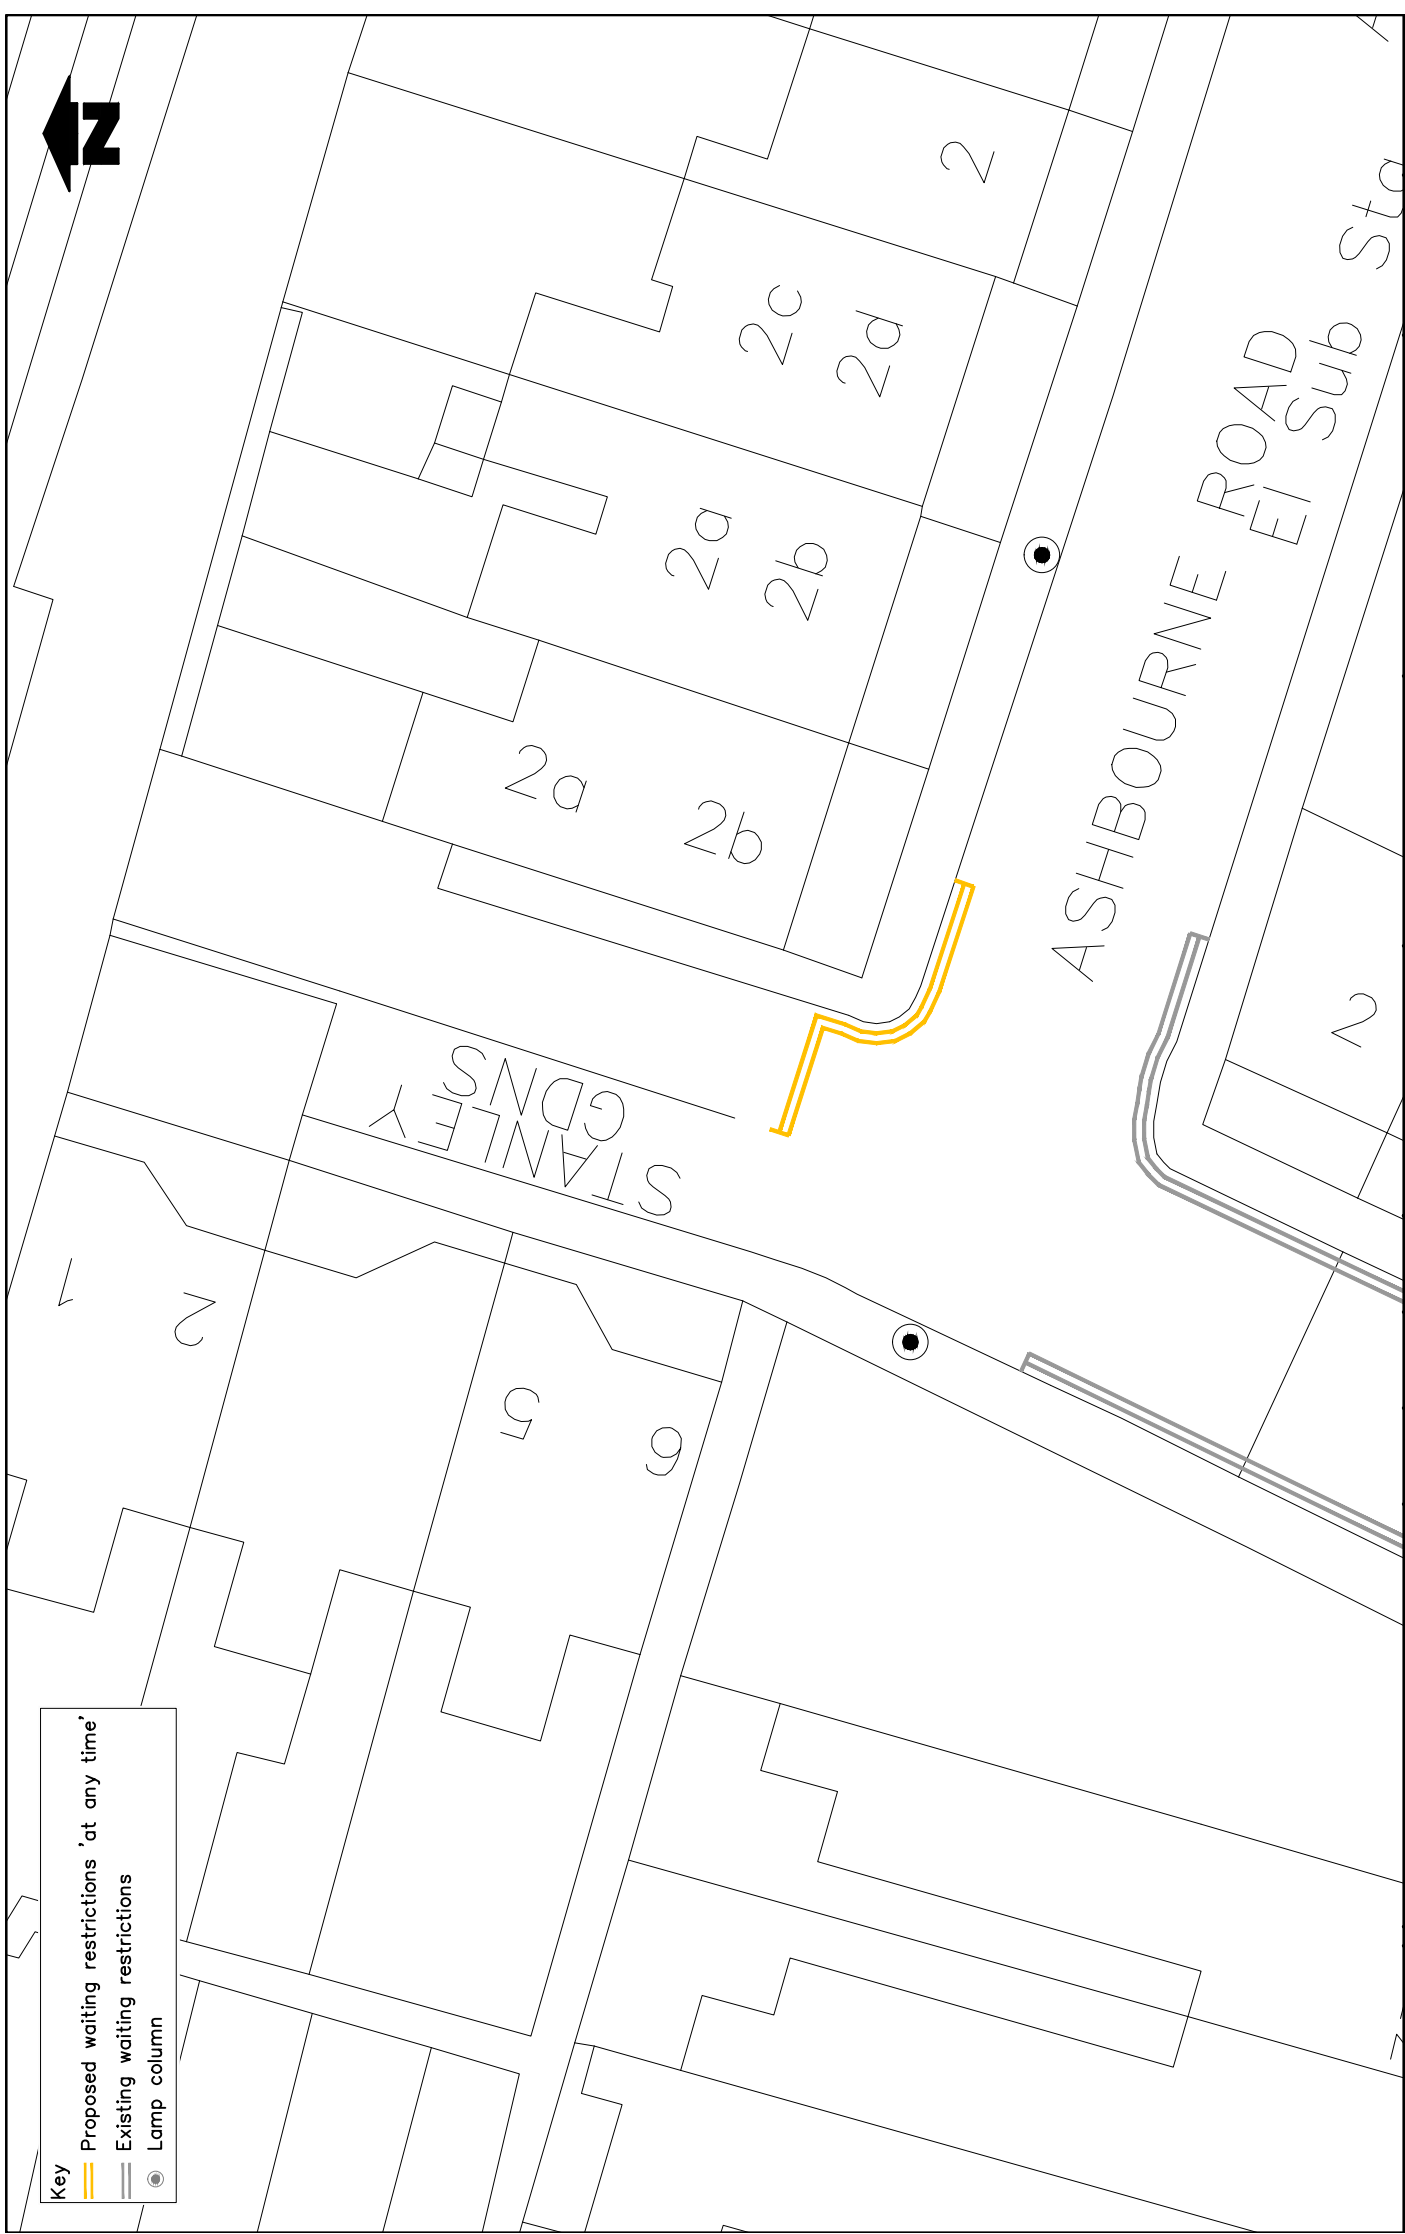 N
Key
Proposed waiting restrictions 'at any time'
Existing waiting restrictions
Lamp column
STANLEY
GDNS
ASHBOURNE ROAD
El Sub Sta
1
2
5
6
2a
2b
2a
2b
2c
2d
2
2